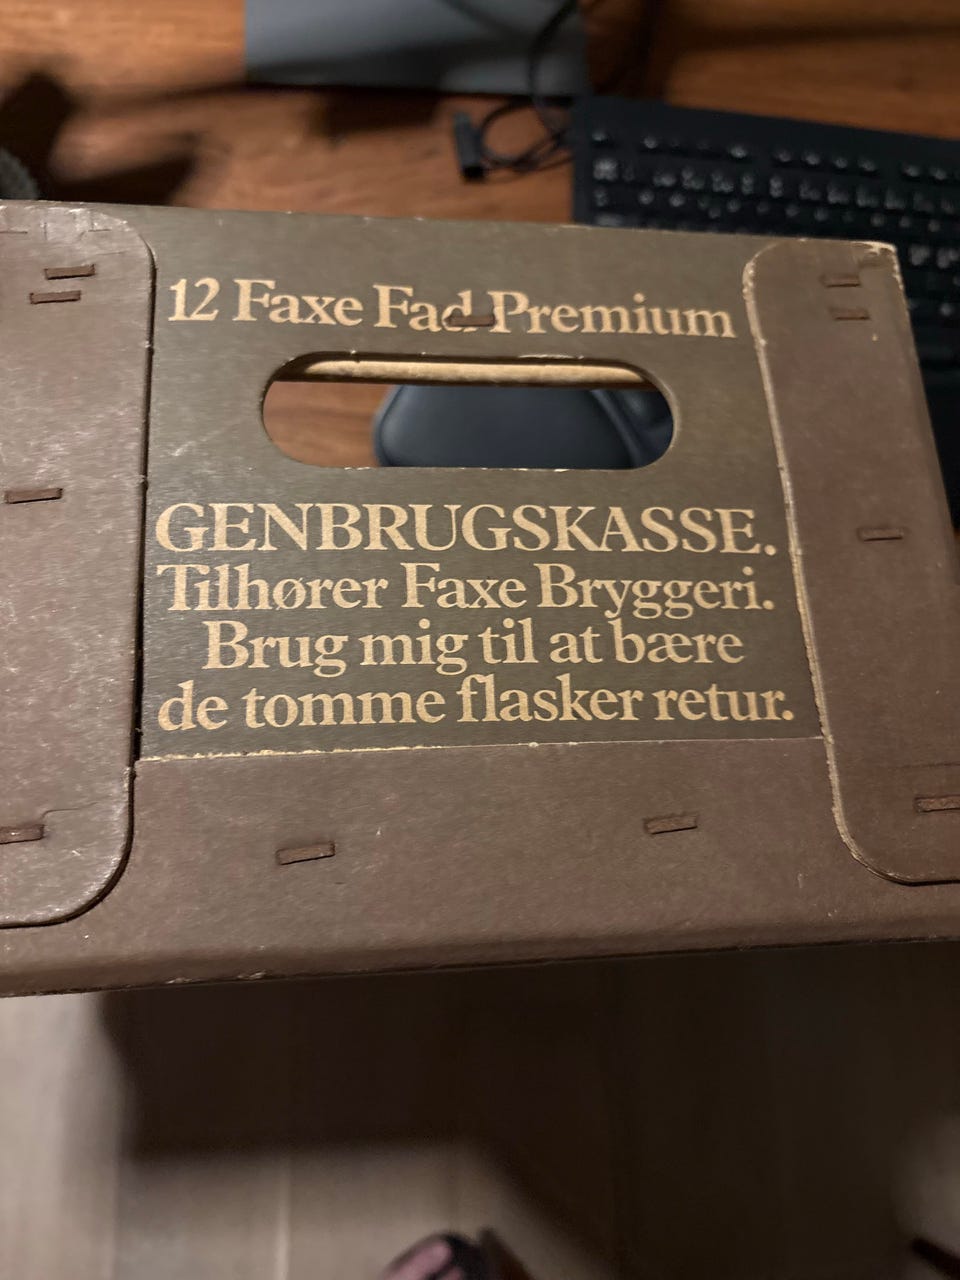 12 Faxe Fad Premium
GENBRUGSKASSE.
Tilhører Faxe Bryggeri.
Brug mig til at bære
de tomme flasker retur.